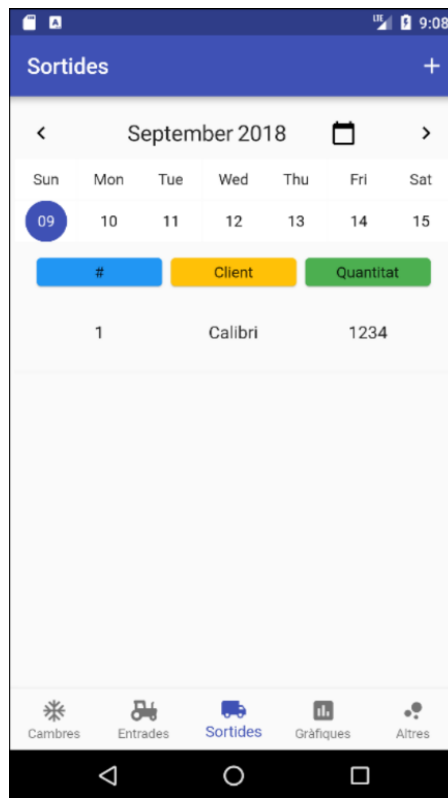 LTE 9:08
Sortides +
September 2018
Sun Mon Tue Wed Thu Fri Sat
09 10 11 12 13 14 15
# Client Quantitat
1 Calibri 1234
Cambres Entrades Sortides Gràfiques Altres